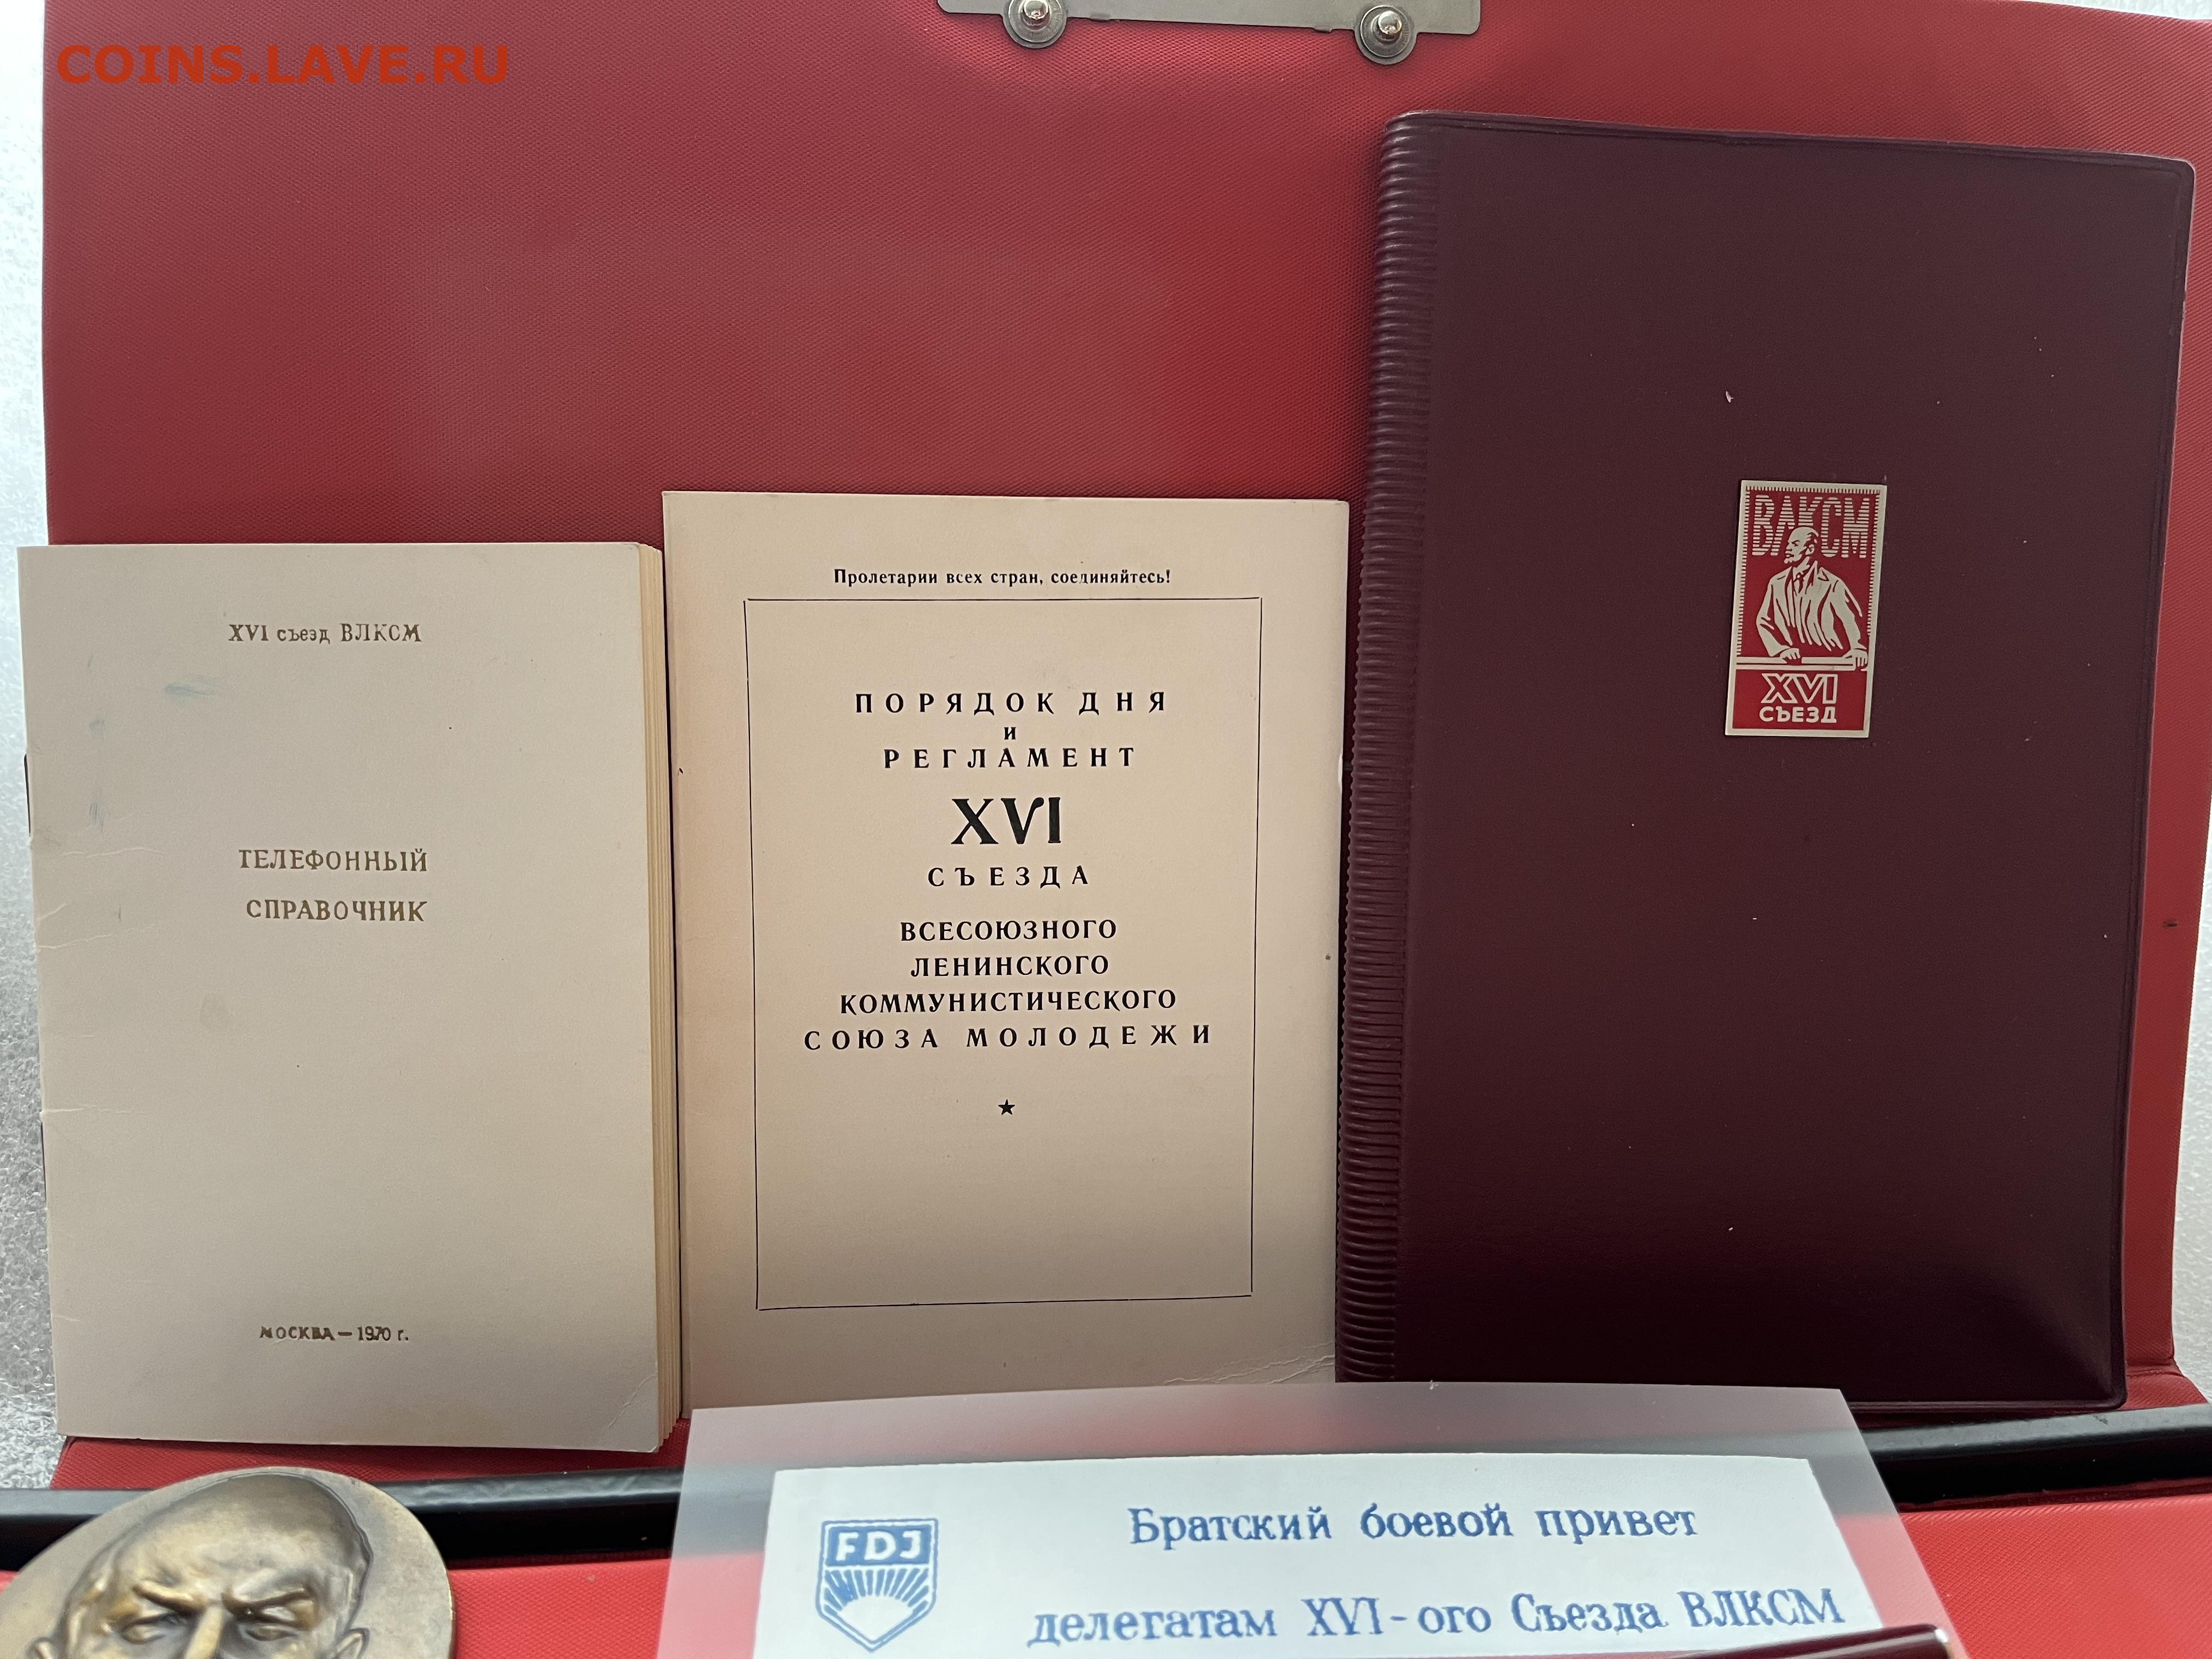 COINS.LAVE.RU
XVI съезд ВЛКСМ
ТЕЛЕФОННЫЙ
СПРАВОЧНИК
МОСКВА — 1970 г.
Пролетарии всех стран, соединяйтесь!
ПОРЯДОК ДНЯ
и
РЕГЛАМЕНТ
XVI
СЪЕЗДА
ВСЕСОЮЗНОГО
ЛЕНИНСКОГО
КОММУНИСТИЧЕСКОГО
СОЮЗА МОЛОДЕЖИ
ВЛКСМ
XVI
СЪЕЗД
FDJ
Братский боевой привет
делегатам XVI-ого Съезда ВЛКСМ